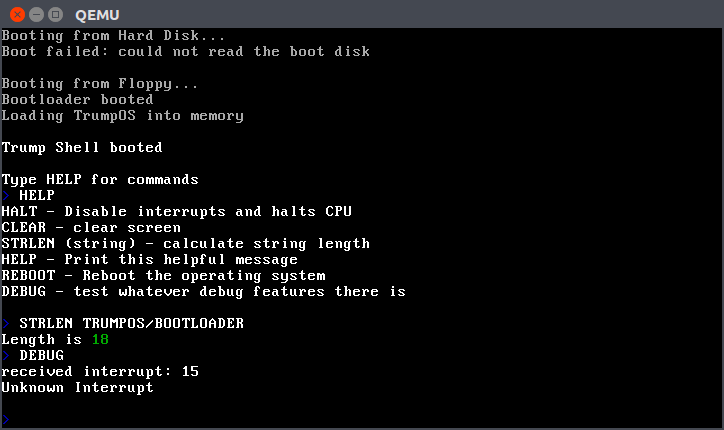 QEMU
Booting from Hard Disk...
Boot failed: could not read the boot disk
Booting from Floppy...
Bootloader booted
Loading TrumpOS into memory
Trump Shell booted
Type HELP for commands
> HELP
HALT - Disable interrupts and halts CPU
CLEAR - clear screen
STRLEN (string) - calculate string length
HELP - Print this helpful message
REBOOT - Reboot the operating system
DEBUG - test whatever debug features there is
> STRLEN TRUMPOS/BOOTLOADER
Length is 18
> DEBUG
received interrupt: 15
Unknown Interrupt
>